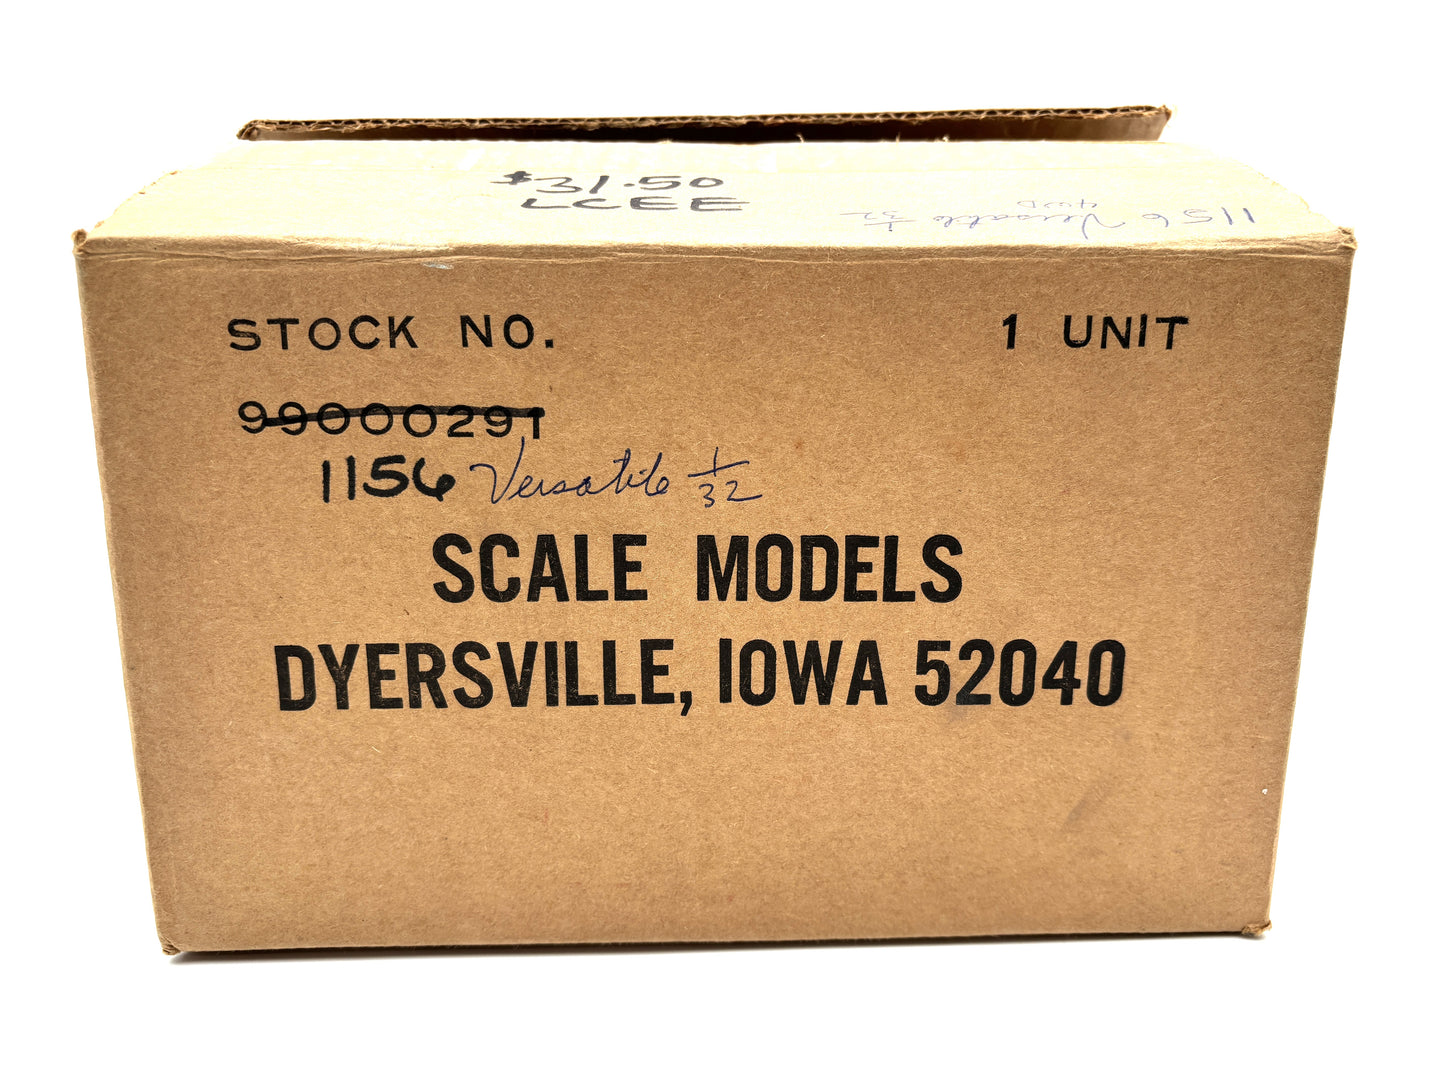 $31.50
LCEE
1156 Versatile 1/32
4WD
STOCK NO.
1 UNIT
99000291
1156 Versatile 1/32
SCALE MODELS
DYERSVILLE, IOWA 52040